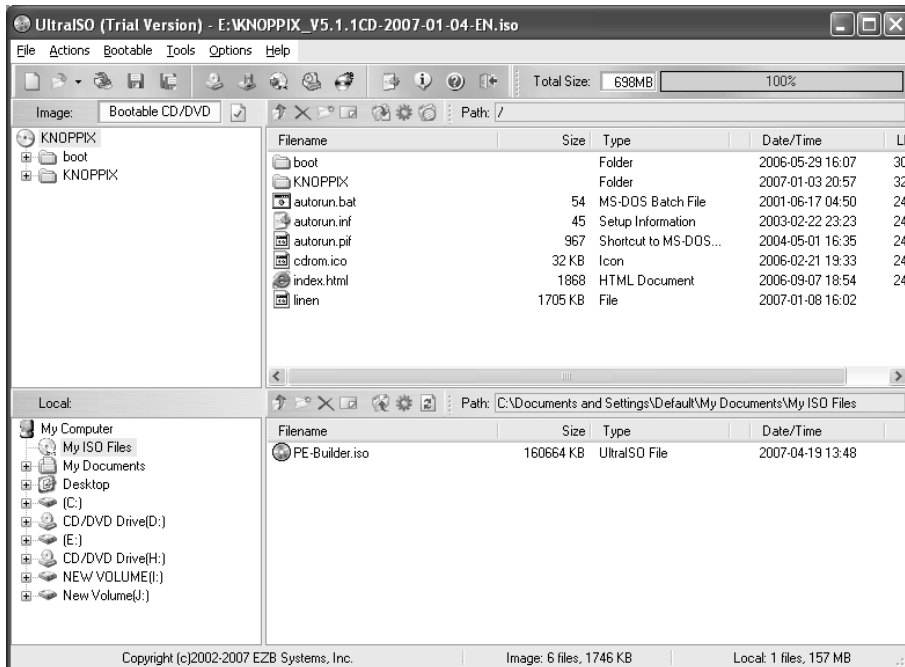 UltraISO (Trial Version) - E:\KNOPPIX_V5.1.1CD-2007-01-04-EN.iso
File Actions Bootable Tools Options Help
Total Size: 698MB 100%
Image: Bootable CD/DVD Path: /
KNOPPIX
boot
KNOPPIX
Filename Size Type Date/Time
boot Folder 2006-05-29 16:07 30
KNOPPIX Folder 2007-01-03 20:57 32
autorun.bat 54 MS-DOS Batch File 2001-06-17 04:50 24
autorun.inf 45 Setup Information 2003-02-22 23:23 24
autorun.pif 967 Shortcut to MS-DOS... 2004-05-01 16:35 24
cdrom.ico 32 KB Icon 2006-02-21 19:33 24
index.html 1868 HTML Document 2006-09-07 18:54 24
linen 1705 KB File 2007-01-08 16:02
Local: Path: C:\Documents and Settings\Default\My Documents\My ISO Files
My Computer
My ISO Files
My Documents
Desktop
(C:)
CD/DVD Drive(D:)
(E:)
CD/DVD Drive(H:)
NEW VOLUME(I:)
New Volume(J:)
Filename Size Type Date/Time
PE-Builder.iso 160664 KB UltraISO File 2007-04-19 13:48
Copyright (c)2002-2007 EZB Systems, Inc. Image: 6 files, 1746 KB Local: 1 files, 157 MB